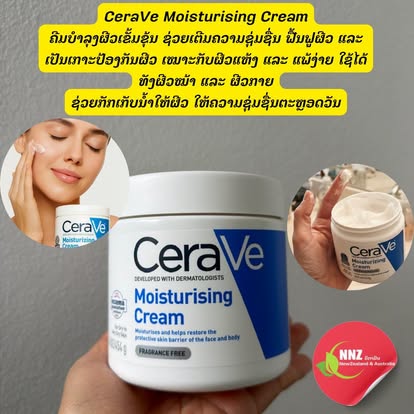 CeraVe Moisturising Cream
ຄີມບຳລຸງຜິວເຂັ້ມຂຸ້ນ ຊ່ວຍເຕີມຄວາມຊຸ່ມຊື່ນ ຟື້ນຟູຜິວ ແລະ
ເປັນເກາະປ້ອງກັນຜິວ ເໝາະກັບຜິວແຫ້ງ ແລະ ແພ້ງ່າຍ ໃຊ້ໄດ້
ທັງຜິວໜ້າ ແລະ ຜິວກາຍ
ຊ່ວຍກັກເກັບນ້ຳໃຫ້ຜິວ ໃຫ້ຄວາມຊຸ່ມຊື່ນຕະຫຼອດວັນ
CeraVe
Moisturizing
Cream
CeraVe
Moisturizing
Cream
CeraVe
DEVELOPED WITH DERMATOLOGISTS
Moisturising
Cream
Moisturises and helps restore the
protective skin barrier of the face and body
FRAGRANCE FREE
454 g
NNZ
NewZealand & Australia